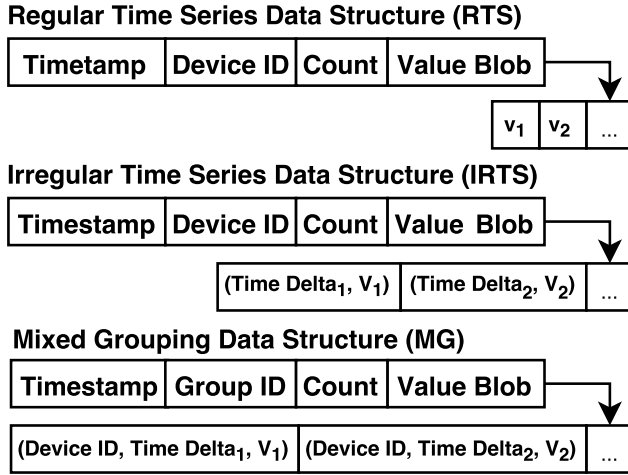 Regular Time Series Data Structure (RTS)
Timetamp Device ID Count Value Blob
v1 v2 ...
Irregular Time Series Data Structure (IRTS)
Timestamp Device ID Count Value Blob
(Time Delta1, V1) (Time Delta2, V2) ...
Mixed Grouping Data Structure (MG)
Timestamp Group ID Count Value Blob
(Device ID, Time Delta1, V1) (Device ID, Time Delta2, V2) ...